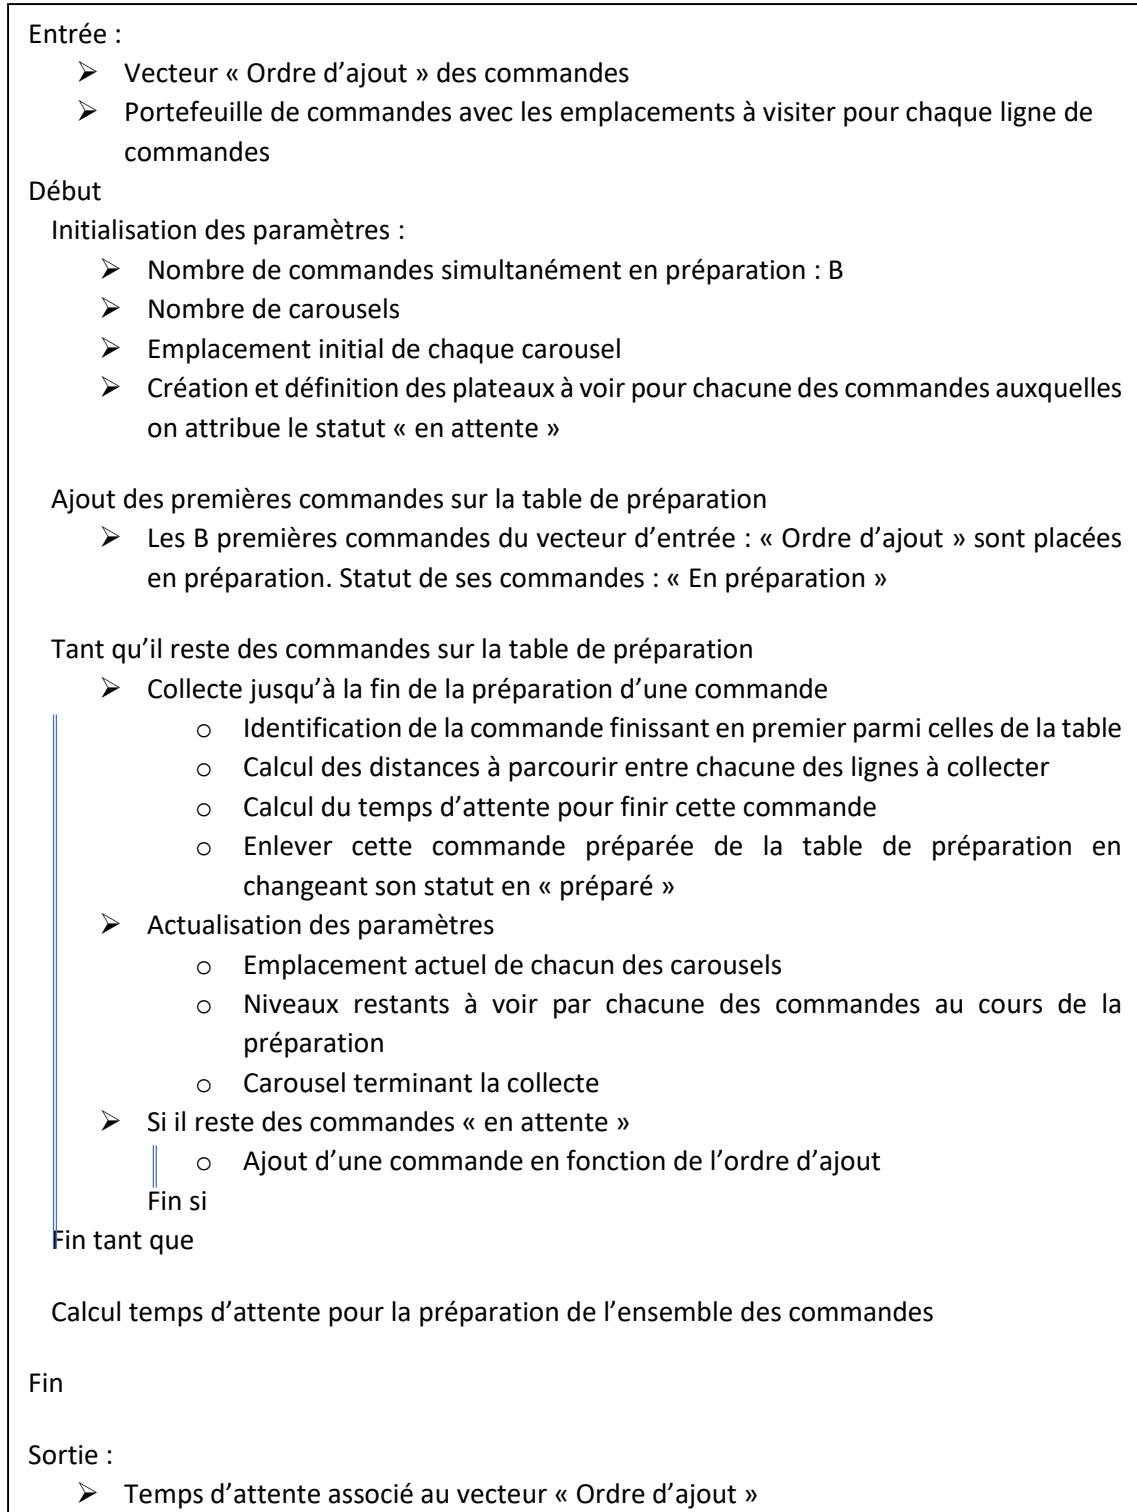 Entrée :
➢ Vecteur « Ordre d’ajout » des commandes
➢ Portefeuille de commandes avec les emplacements à visiter pour chaque ligne de
commandes
Début
Initialisation des paramètres :
➢ Nombre de commandes simultanément en préparation : B
➢ Nombre de carousels
➢ Emplacement initial de chaque carousel
➢ Création et définition des plateaux à voir pour chacune des commandes auxquelles
on attribue le statut « en attente »
Ajout des premières commandes sur la table de préparation
➢ Les B premières commandes du vecteur d’entrée : « Ordre d’ajout » sont placées
en préparation. Statut de ses commandes : « En préparation »
Tant qu’il reste des commandes sur la table de préparation
➢ Collecte jusqu’à la fin de la préparation d’une commande
o Identification de la commande finissant en premier parmi celles de la table
o Calcul des distances à parcourir entre chacune des lignes à collecter
o Calcul du temps d’attente pour finir cette commande
o Enlever cette commande préparée de la table de préparation en
changeant son statut en « préparé »
➢ Actualisation des paramètres
o Emplacement actuel de chacun des carousels
o Niveaux restants à voir par chacune des commandes au cours de la
préparation
o Carousel terminant la collecte
➢ Si il reste des commandes « en attente »
o Ajout d’une commande en fonction de l’ordre d’ajout
Fin si
Fin tant que
Calcul temps d’attente pour la préparation de l’ensemble des commandes
Fin
Sortie :
➢ Temps d’attente associé au vecteur « Ordre d’ajout »